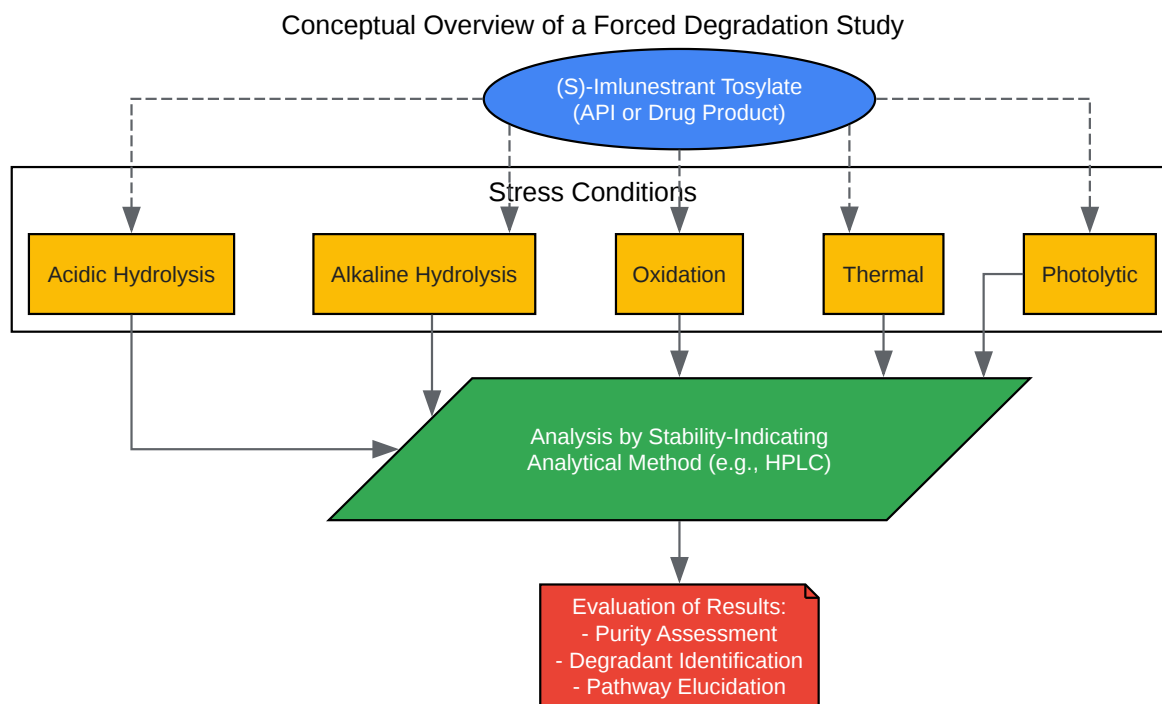 Conceptual Overview of a Forced Degradation Study
(S)-Imlunestrant Tosylate
(API or Drug Product)
Stress Conditions
Acidic Hydrolysis
Alkaline Hydrolysis
Oxidation
Thermal
Photolytic
Analysis by Stability-Indicating
Analytical Method (e.g., HPLC)
Evaluation of Results:
- Purity Assessment
- Degradant Identification
- Pathway Elucidation